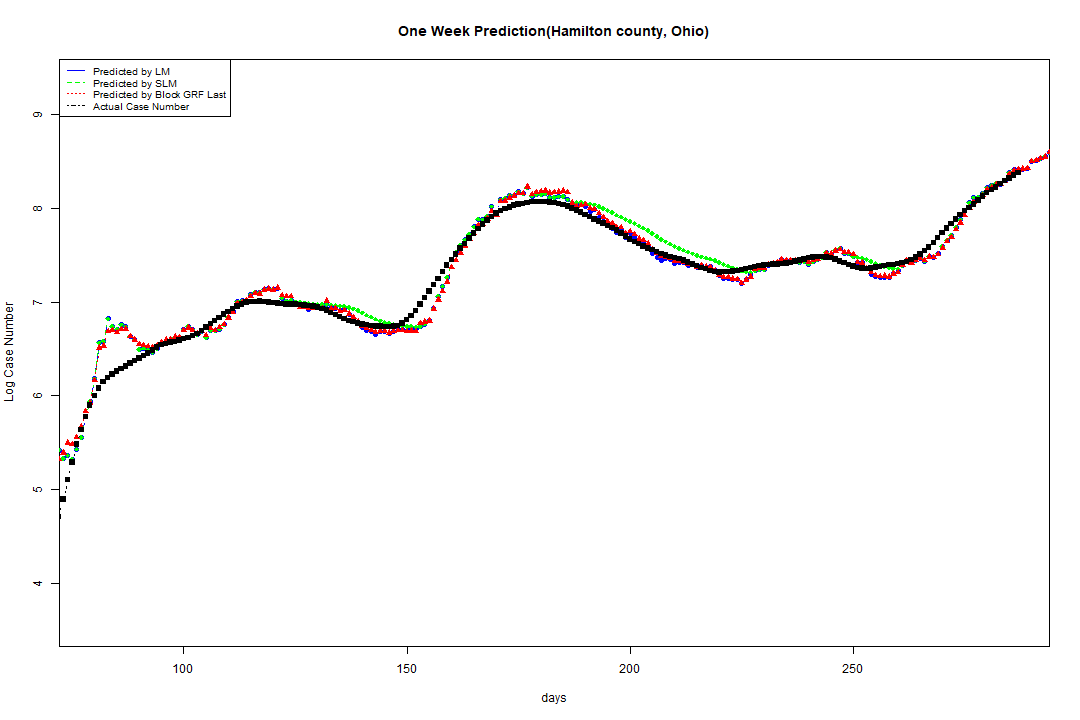 One Week Prediction(Hamilton county, Ohio)
Predicted by LM
Predicted by SLM
Predicted by Block GRF Last
Actual Case Number
9
8
7
6
5
4
Log Case Number
100 150 200 250
days